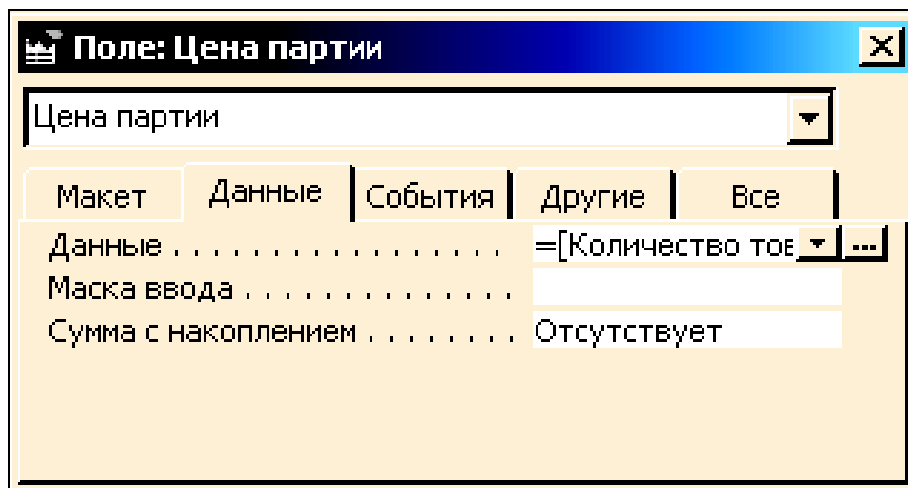 Поле: Цена партии
Цена партии
Макет Данные События Другие Все
Данные . . . . . . . . . . . . . . . . . =[Количество тов ...
Маска ввода . . . . . . . . . . . . . .
Сумма с накоплением . . . . . . . . Отсутствует